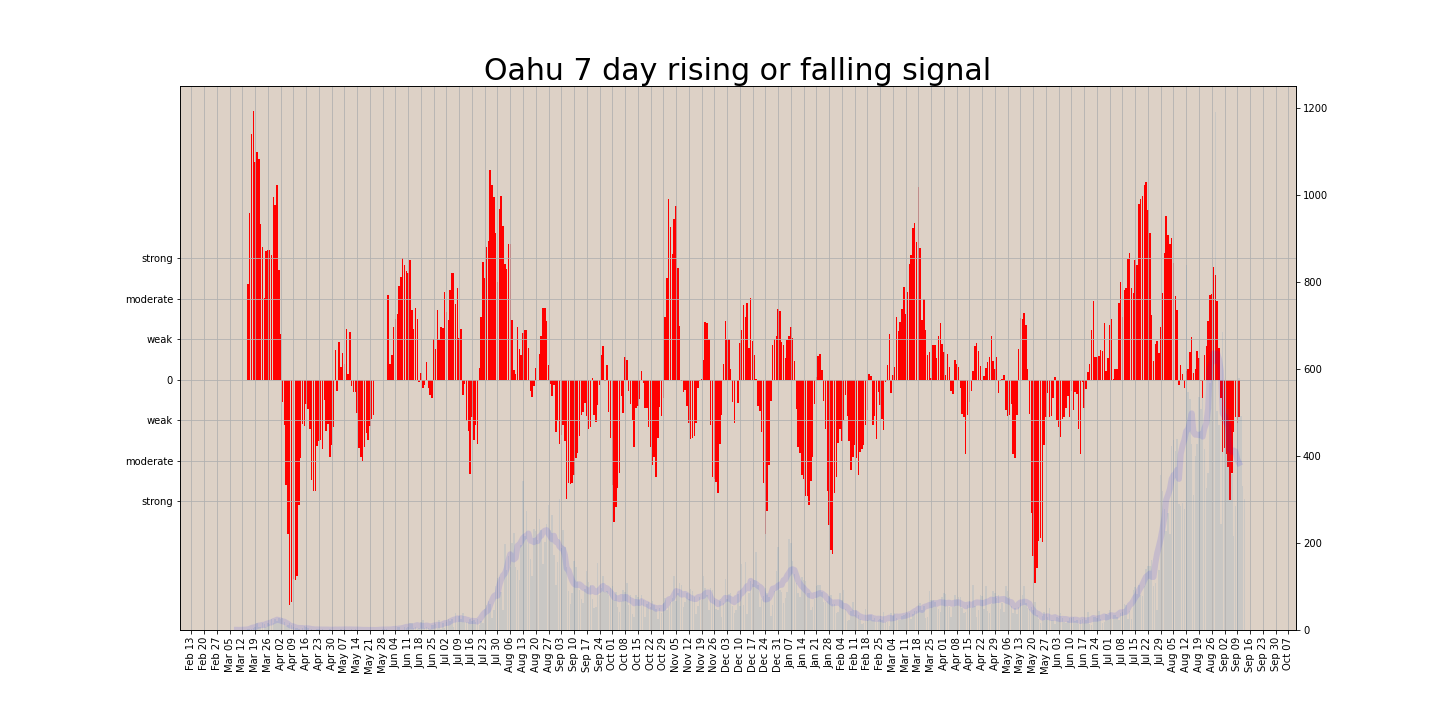 Oahu 7 day rising or falling signal
strong
moderate
weak
0
weak
moderate
strong
1200
1000
800
600
400
200
0
Feb 13
Feb 20
Feb 27
Mar 05
Mar 12
Mar 19
Mar 26
Apr 02
Apr 09
Apr 16
Apr 23
Apr 30
May 07
May 14
May 21
May 28
Jun 04
Jun 11
Jun 18
Jun 25
Jul 02
Jul 09
Jul 16
Jul 23
Jul 30
Aug 06
Aug 13
Aug 20
Aug 27
Sep 03
Sep 10
Sep 17
Sep 24
Oct 01
Oct 08
Oct 15
Oct 22
Oct 29
Nov 05
Nov 12
Nov 19
Nov 26
Dec 03
Dec 10
Dec 17
Dec 24
Dec 31
Jan 07
Jan 14
Jan 21
Jan 28
Feb 04
Feb 11
Feb 18
Feb 25
Mar 04
Mar 11
Mar 18
Mar 25
Apr 01
Apr 08
Apr 15
Apr 22
Apr 29
May 06
May 13
May 20
May 27
Jun 03
Jun 10
Jun 17
Jun 24
Jul 01
Jul 08
Jul 15
Jul 22
Jul 29
Aug 05
Aug 12
Aug 19
Aug 26
Sep 02
Sep 09
Sep 16
Sep 23
Sep 30
Oct 07